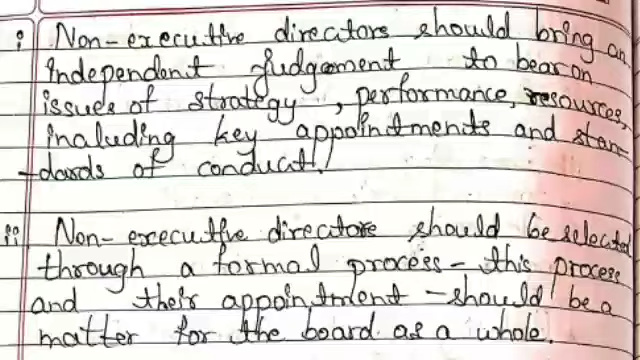 i Non-executive directors should bring an
independent judgement to bear on
issues of strategy, performance, resources,
including key appointments and stan-
-dards of conduct.
ii Non-executive directors should be selected
through a formal process - this process
and their appointment - should be a
matter for the board as a whole.